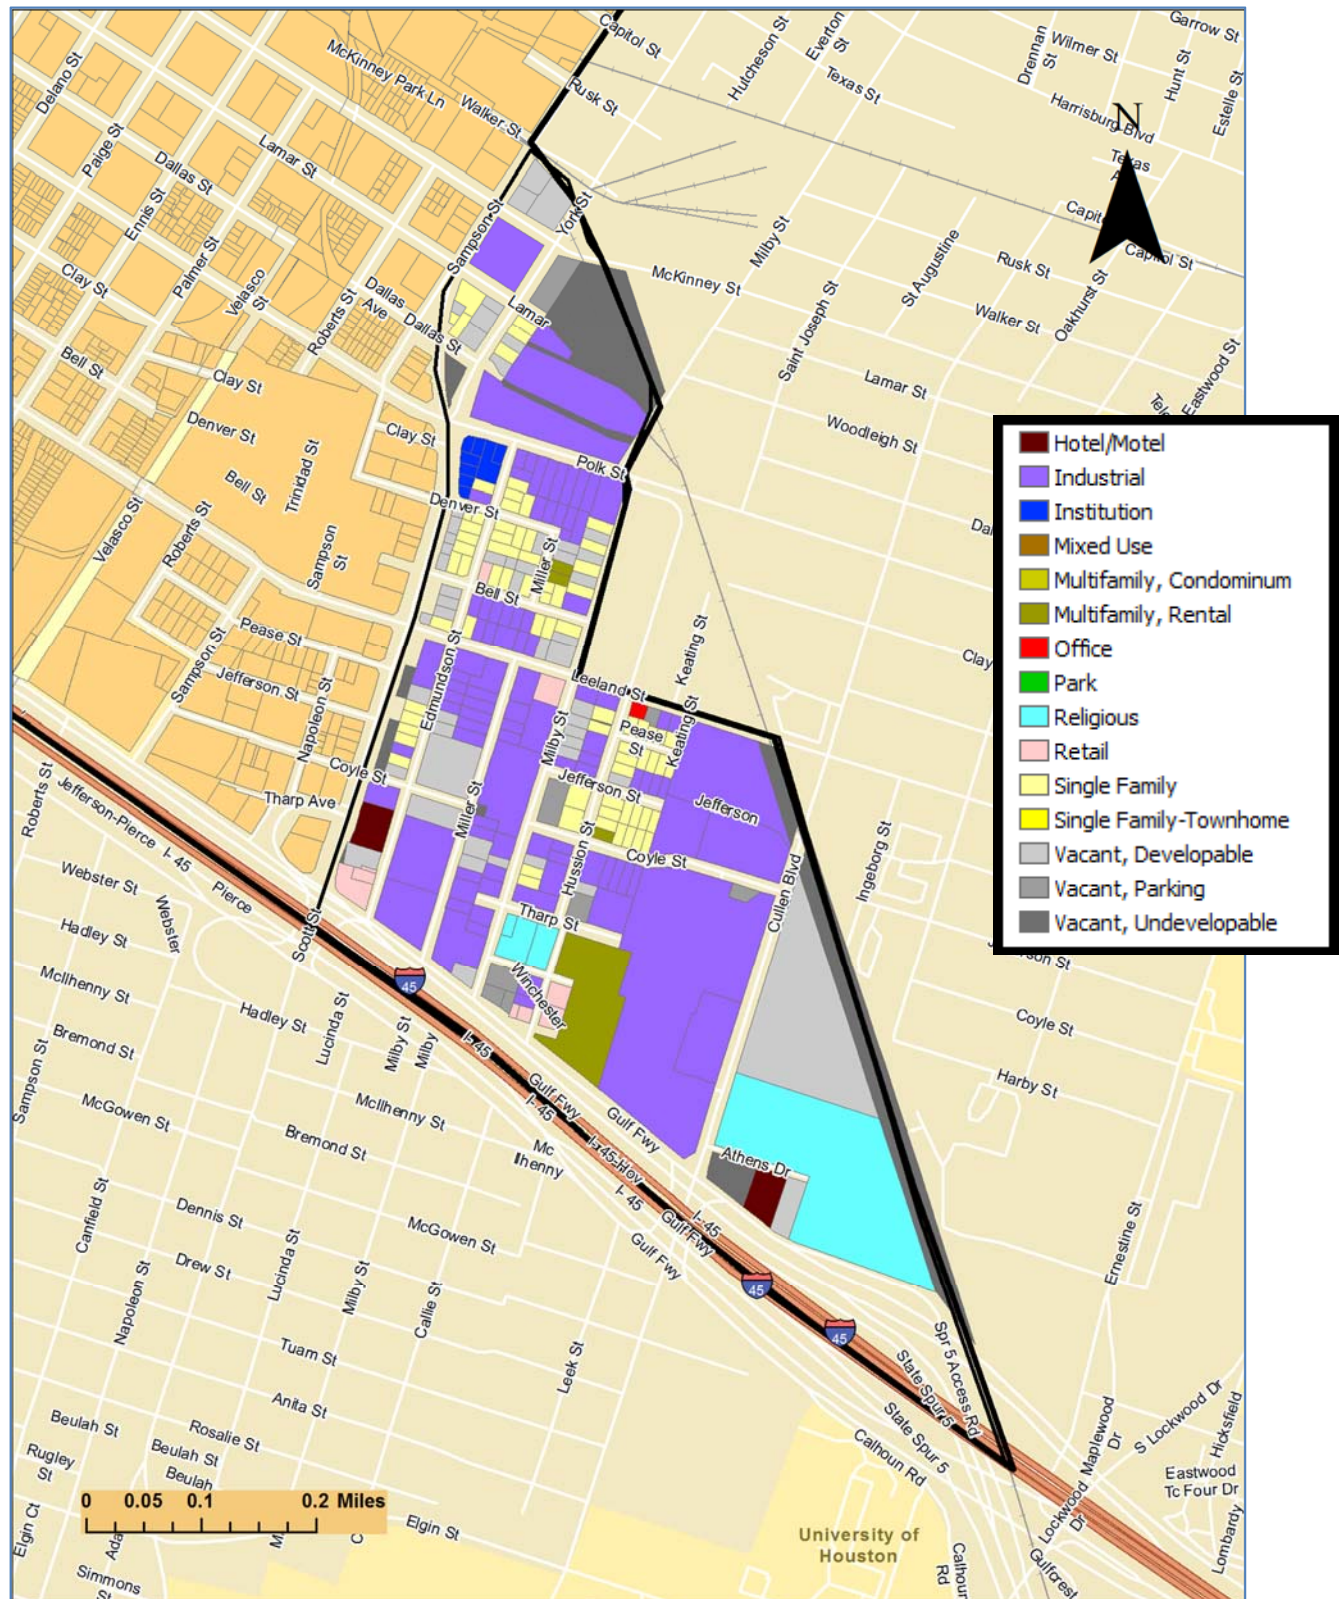 Capitol St
Garrow St
Wilmer St
Everton
St
Hutcheson St
Drennan
St
Hunt St
Estelle St
Texas St
Harrisburg Blvd
Delano St
McKinney Park Ln
Walker St
Rusk St
N
Texas
Paige St
Lamar St
Dallas St
Ennis St
Palmer St
Sampson St
York St
Milby St
St Augustine
Capitol St
Rusk St
Oakhurst St
Clay St
Velasco
St
Roberts St
Dallas
Ave
Dallas St
Lamar
McKinney St
Saint Joseph St
Walker St
Eastwood St
Bell St
Clay St
Lamar St
Woodleigh St
Denver St
Trinidad St
Clay St
Polk St
Bell St
Denver St
Velasco St
Roberts St
Sampson
St
Miller St
Bell St
Pease St
Sampson St
Jefferson St
Napoleon St
Edmundson St
Leeland St
Keating St
Keating St
Milby St
Pease
St
Coyle St
Tharp Ave
Miller St
Jefferson St
Jefferson
Roberts St
Jefferson-Pierce
I- 45
Pierce
Hussion St
Coyle St
Cullen Blvd
Ingeborg St
Webster St
Webster
Hadley St
Scott St
Tharp St
Winchester
McIlhenny St
Hadley St
Lucinda St
Milby St
Milby
45
I- 45
Coyle St
Harby St
Bremond St
Sampson St
McGowen St
McIlhenny St
Gulf Fwy
I- 45
Gulf Fwy
I-45-Hov
Bremond St
Mc
Ilhenny
I- 45
Athens Dr
Canfield St
Dennis St
McGowen St
I- 45
Gulf Fwy
Gulf Fwy
Drew St
Lucinda St
Milby St
Callie St
Napoleon St
Ernestine St
45
45
Tuam St
Leek St
Spr 5 Access Rd
State Spur 5
State Spur 5
Anita St
Beulah St
Rosalie St
Beulah St
Beulah
Rugley
St
Calhoun Rd
Maplewood
Dr
S Lockwood Dr
Hicksfield
Eastwood
Tc Four Dr
Lockwood
Dr
Lombardy
0 0.05 0.1 0.2 Miles
Elgin Ct
Elgin St
Simmons
St
University of
Houston
Calhoun
Rd
Gulfcrest
Hotel/Motel
Industrial
Institution
Mixed Use
Multifamily, Condominum
Multifamily, Rental
Office
Park
Religious
Retail
Single Family
Single Family-Townhome
Vacant, Developable
Vacant, Parking
Vacant, Undevelopable